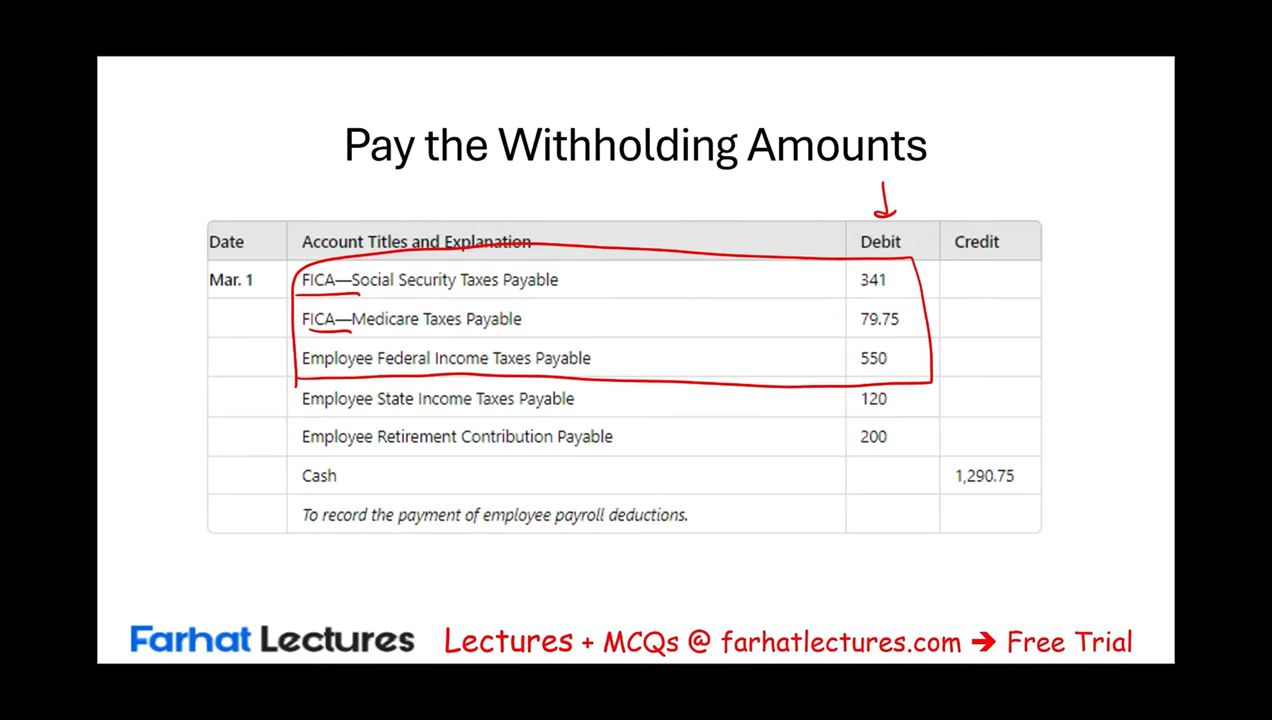 Pay the Withholding Amounts
Date Account Titles and Explanation Debit Credit
Mar. 1 FICA—Social Security Taxes Payable 341
FICA—Medicare Taxes Payable 79.75
Employee Federal Income Taxes Payable 550
Employee State Income Taxes Payable 120
Employee Retirement Contribution Payable 200
Cash 1,290.75
To record the payment of employee payroll deductions.
Farhat Lectures Lectures + MCQs @ farhatlectures.com ➔ Free Trial